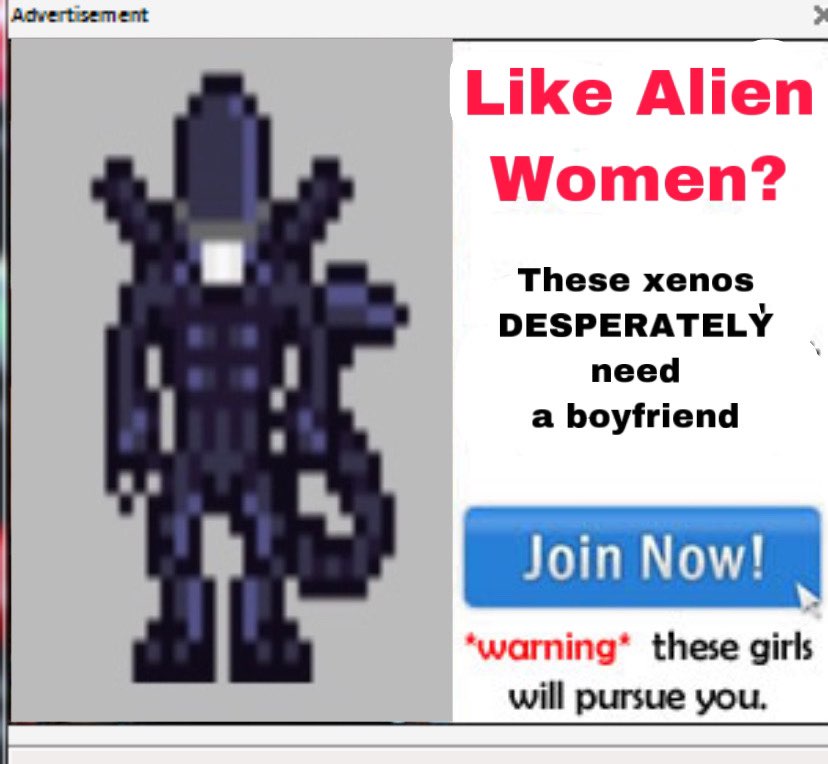 Advertisement
Like Alien
Women?
These xenos
DESPERATELY
need
a boyfriend
Join Now!
*warning* these girls
will pursue you.